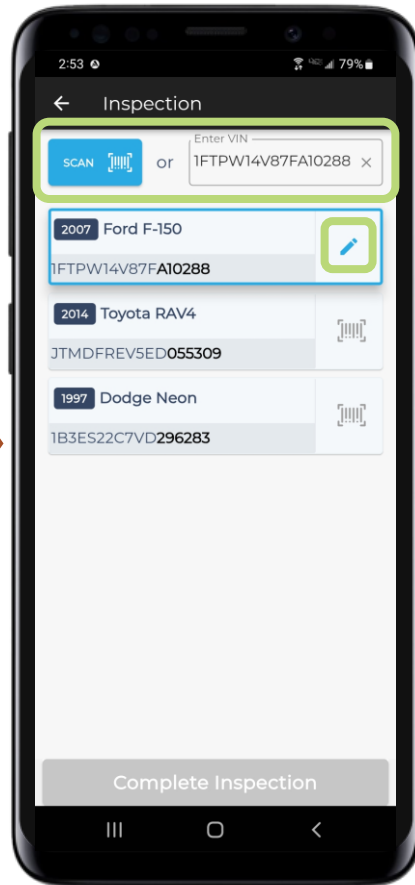 2:53 79%
Inspection
Enter VIN
SCAN or 1FTPW14V87FA10288
2007 Ford F-150
1FTPW14V87FA10288
2014 Toyota RAV4
JTMDFREV5ED055309
1997 Dodge Neon
1B3ES22C7VD296283
Complete Inspection